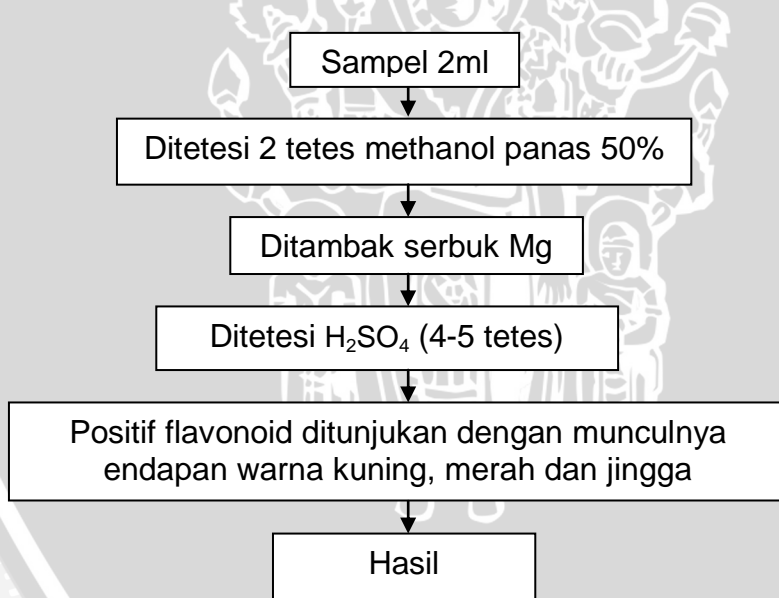 Sampel 2ml
Ditetesi 2 tetes methanol panas 50%
Ditambak serbuk Mg
Ditetesi H₂SO₄ (4-5 tetes)
Positif flavonoid ditunjukan dengan munculnya
endapan warna kuning, merah dan jingga
Hasil